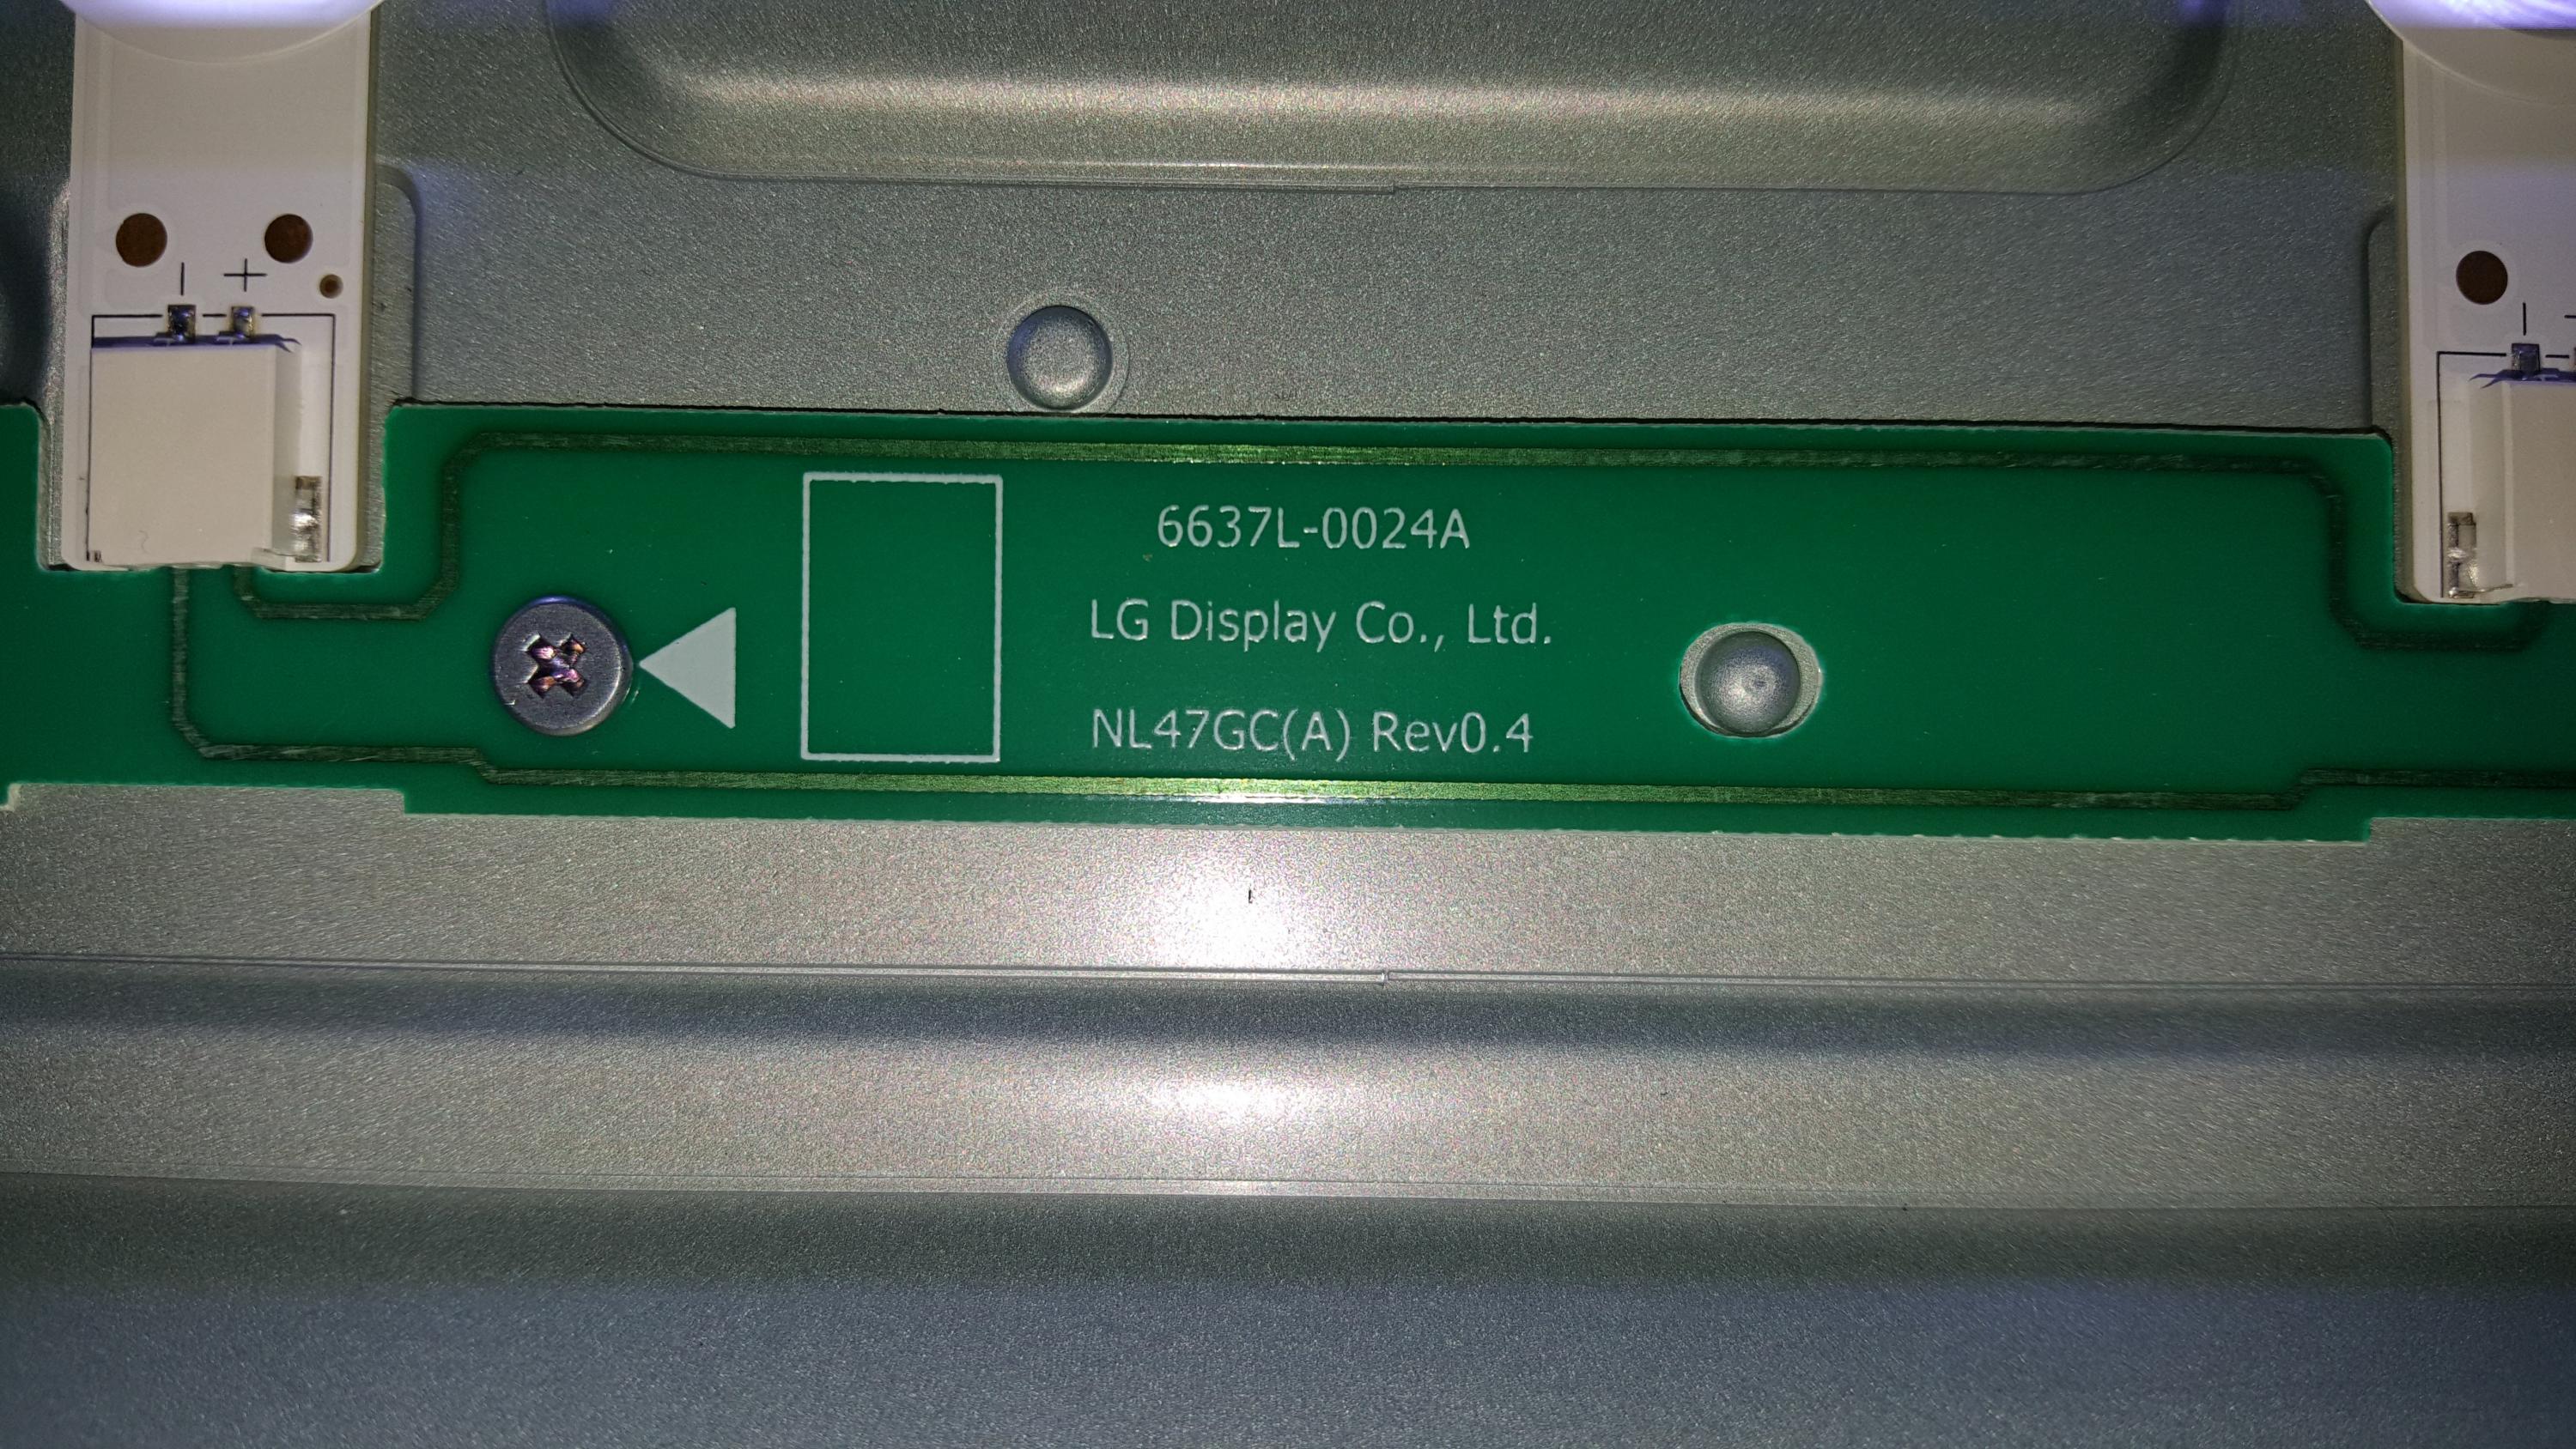 - +
6637L-0024A
LG Display Co., Ltd.
NL47GC(A) Rev0.4